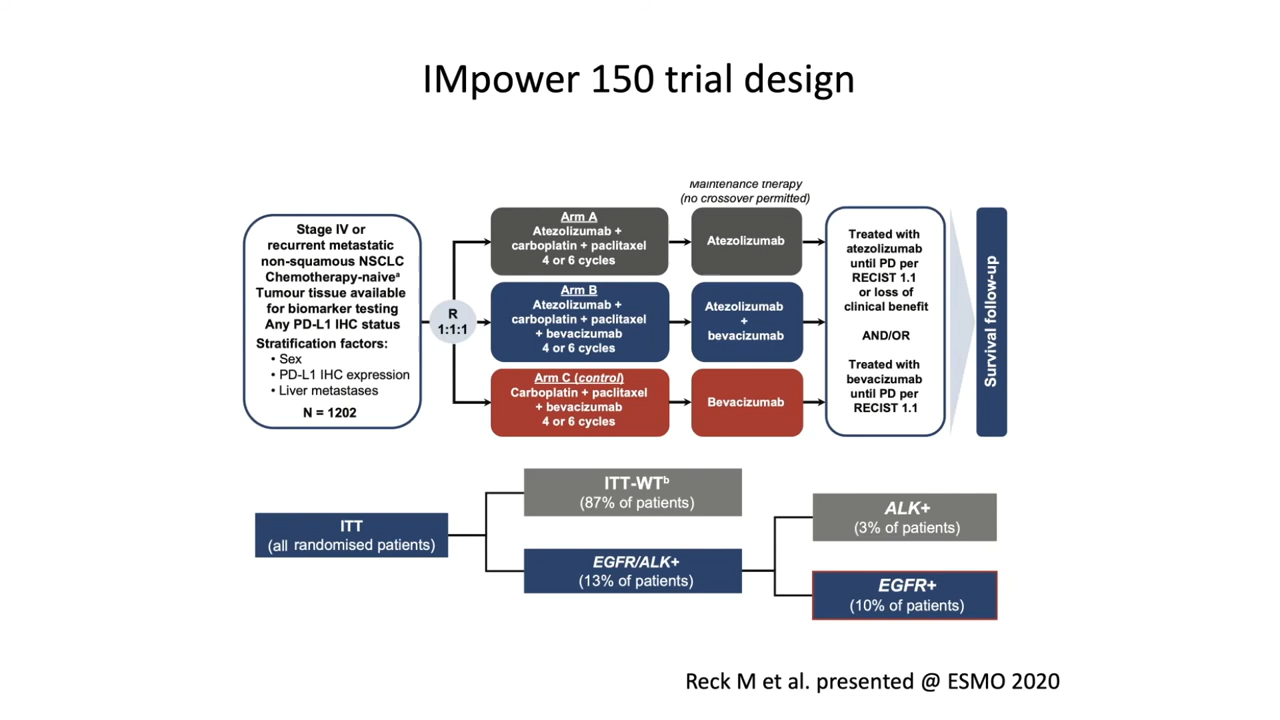 IMpower 150 trial design
Maintenance therapy
(no crossover permitted)
Stage IV or
recurrent metastatic
non-squamous NSCLC
Chemotherapy-naiveᵃ
Tumour tissue available
for biomarker testing
Any PD-L1 IHC status
Stratification factors:
• Sex
• PD-L1 IHC expression
• Liver metastases
N = 1202
R
1:1:1
Arm A
Atezolizumab +
carboplatin + paclitaxel
4 or 6 cycles
Atezolizumab
Arm B
Atezolizumab +
carboplatin + paclitaxel
+ bevacizumab
4 or 6 cycles
Atezolizumab
+
bevacizumab
Arm C (control)
Carboplatin + paclitaxel
+ bevacizumab
4 or 6 cycles
Bevacizumab
Treated with
atezolizumab
until PD per
RECIST 1.1
or loss of
clinical benefit
AND/OR
Treated with
bevacizumab
until PD per
RECIST 1.1
Survival follow-up
ITT
(all randomised patients)
ITT-WTᵇ
(87% of patients)
EGFR/ALK+
(13% of patients)
ALK+
(3% of patients)
EGFR+
(10% of patients)
Reck M et al. presented @ ESMO 2020